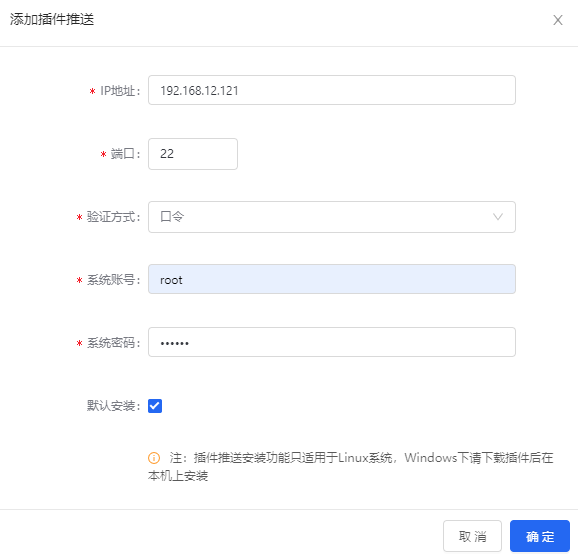 添加插件推送
* IP地址： 192.168.12.121
* 端口： 22
* 验证方式： 口令
* 系统账号： root
* 系统密码： ••••••
默认安装：
注：插件推送安装功能只适用于Linux系统，Windows下请下载插件后在
本机上安装
取 消 确 定